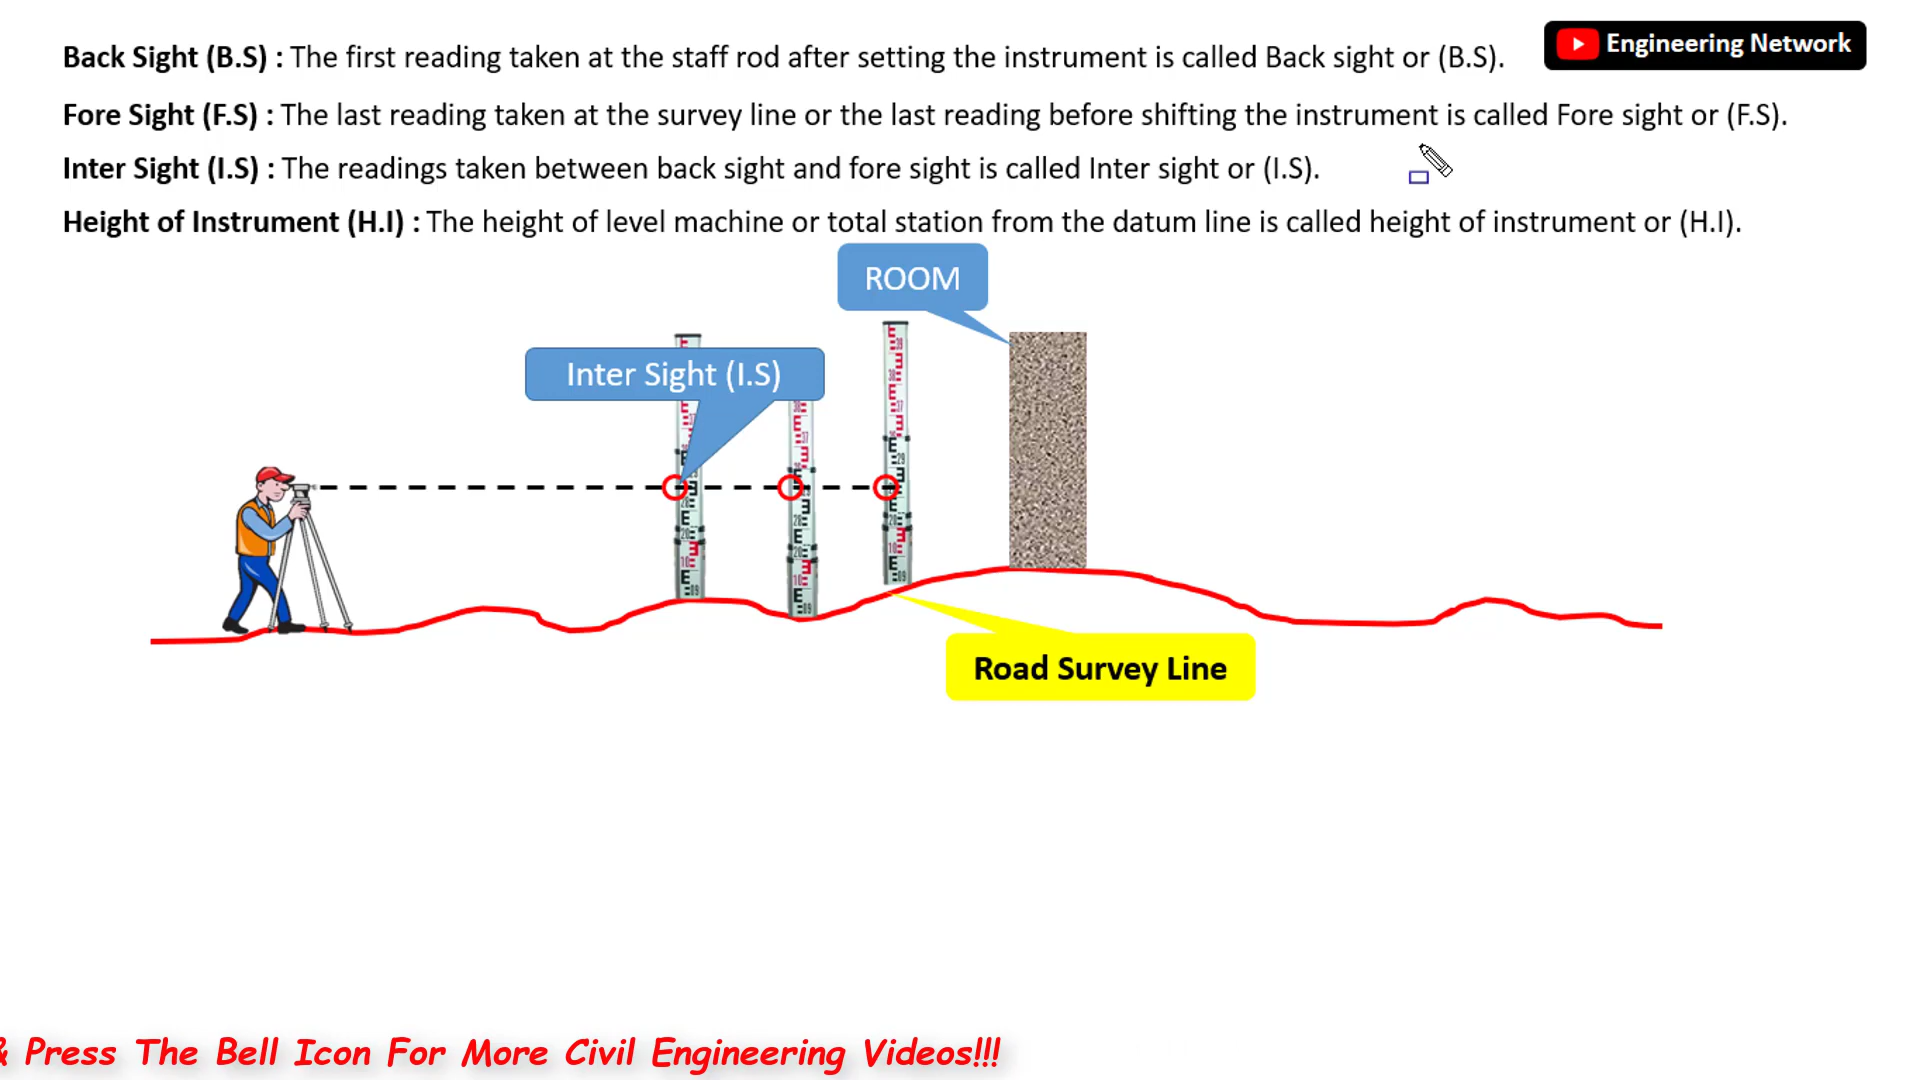 Back Sight (B.S) : The first reading taken at the staff rod after setting the instrument is called Back sight or (B.S).
Engineering Network
Fore Sight (F.S) : The last reading taken at the survey line or the last reading before shifting the instrument is called Fore sight or (F.S).
Inter Sight (I.S) : The readings taken between back sight and fore sight is called Inter sight or (I.S).
Height of Instrument (H.I) : The height of level machine or total station from the datum line is called height of instrument or (H.I).
ROOM
Inter Sight (I.S)
Road Survey Line
& Press The Bell Icon For More Civil Engineering Videos!!!